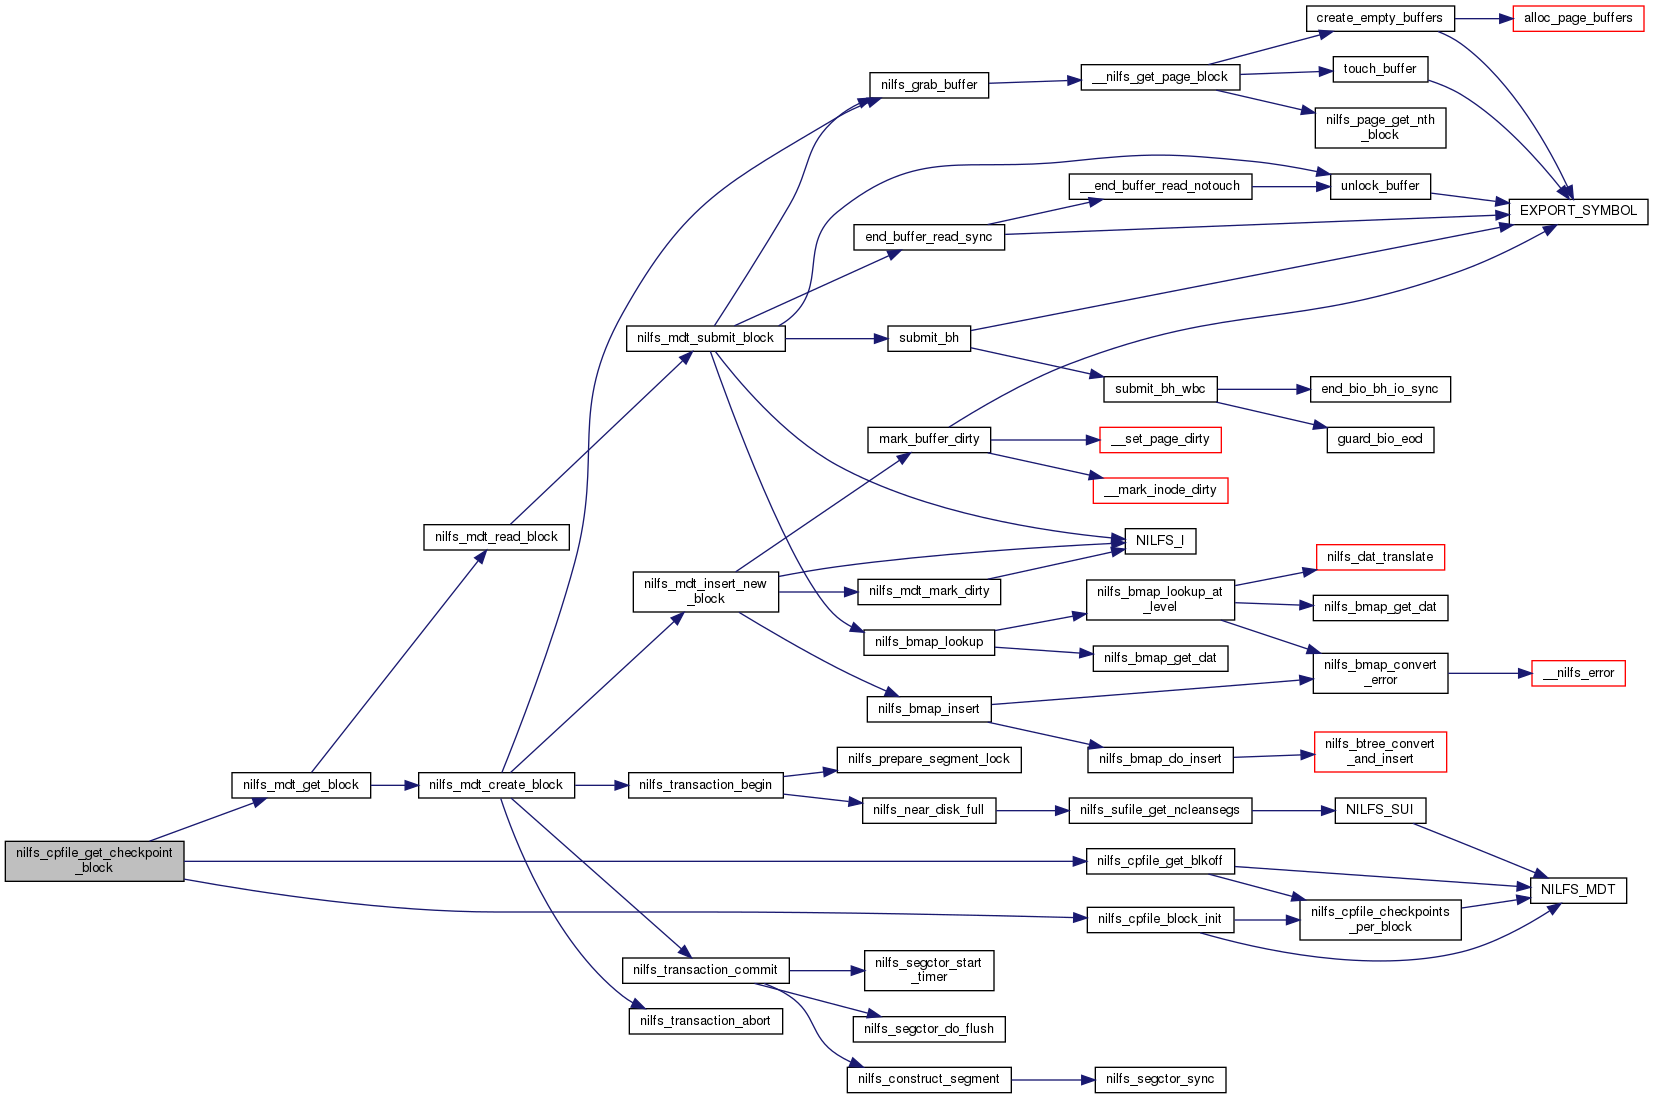 create_empty_buffers
alloc_page_buffers
touch_buffer
nilfs_grab_buffer
__nilfs_get_page_block
nilfs_page_get_nth
_block
__end_buffer_read_notouch
unlock_buffer
EXPORT_SYMBOL
end_buffer_read_sync
nilfs_mdt_submit_block
submit_bh
submit_bh_wbc
end_bio_bh_io_sync
mark_buffer_dirty
__set_page_dirty
guard_bio_eod
__mark_inode_dirty
nilfs_mdt_read_block
NILFS_I
nilfs_dat_translate
nilfs_mdt_insert_new
_block
nilfs_mdt_mark_dirty
nilfs_bmap_lookup_at
_level
nilfs_bmap_get_dat
nilfs_bmap_lookup
nilfs_bmap_get_dat
nilfs_bmap_convert
_error
__nilfs_error
nilfs_bmap_insert
nilfs_prepare_segment_lock
nilfs_bmap_do_insert
nilfs_btree_convert
_and_insert
nilfs_mdt_get_block
nilfs_mdt_create_block
nilfs_transaction_begin
nilfs_near_disk_full
nilfs_sufile_get_ncleansegs
NILFS_SUI
nilfs_cpfile_get_checkpoint
_block
nilfs_cpfile_get_blkoff
NILFS_MDT
nilfs_cpfile_block_init
nilfs_cpfile_checkpoints
_per_block
nilfs_transaction_commit
nilfs_segctor_start
_timer
nilfs_transaction_abort
nilfs_segctor_do_flush
nilfs_construct_segment
nilfs_segctor_sync